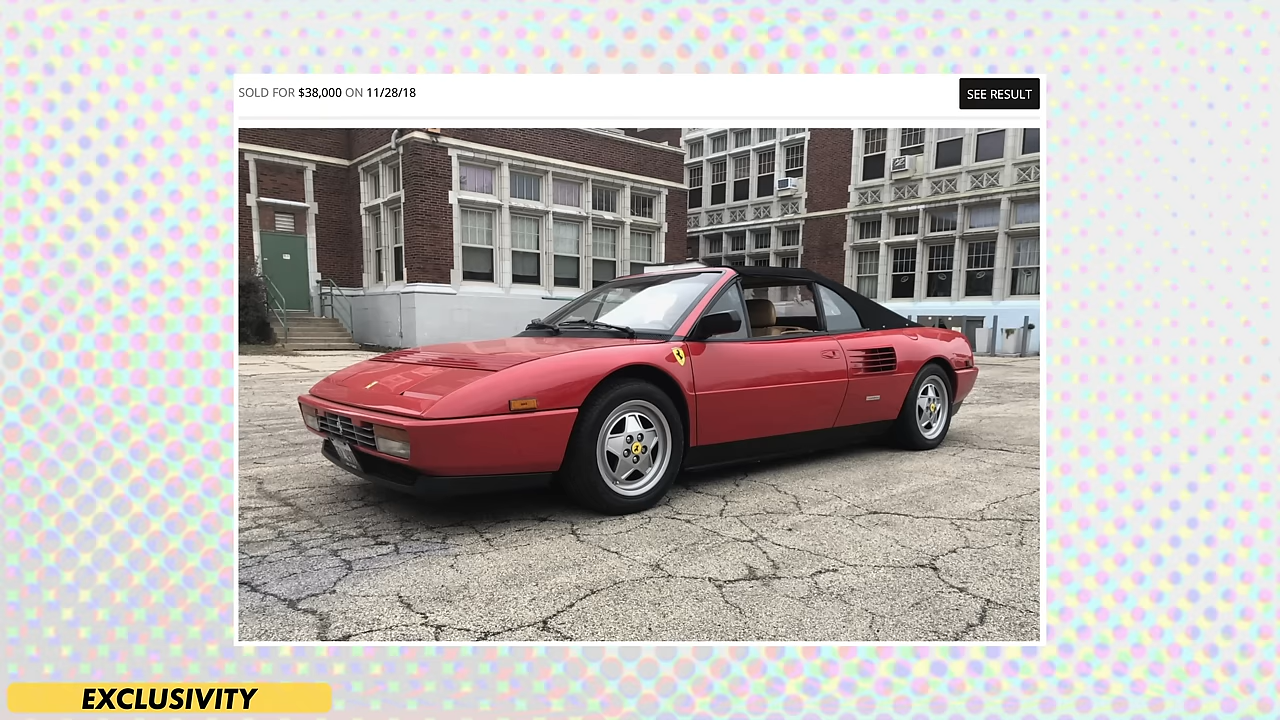 SOLD FOR $38,000 ON 11/28/18
SEE RESULT
EXCLUSIVITY